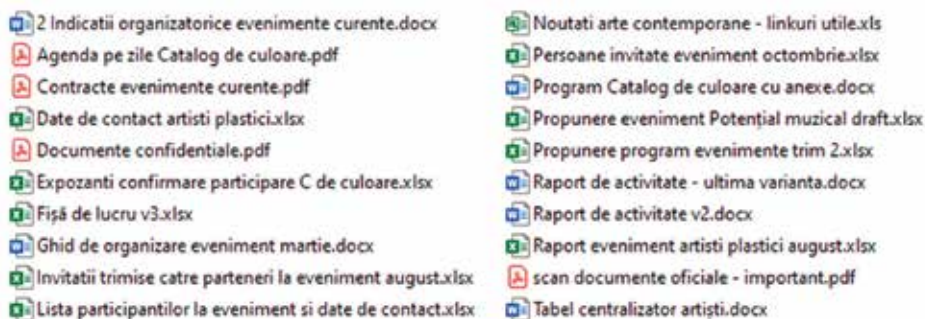 2 Indicatii organizatorice evenimente curente.docx
Agenda pe zile Catalog de culoare.pdf
Contracte evenimente curente.pdf
Date de contact artisti plastici.xlsx
Documente confidentiale.pdf
Expozanti confirmare participare C de culoare.xlsx
Fișă de lucru v3.xlsx
Ghid de organizare eveniment martie.docx
Invitatii trimise catre parteneri la eveniment august.xlsx
Lista participantilor la eveniment si date de contact.xlsx
Noutati arte contemporane - linkuri utile.xls
Persoane invitate eveniment octombrie.xlsx
Program Catalog de culoare cu anexe.docx
Propunere eveniment Potențial muzical draft.xlsx
Propunere program evenimente trim 2.xlsx
Raport de activitate - ultima varianta.docx
Raport de activitate v2.docx
Raport eveniment artisti plastici august.xlsx
scan documente oficiale - important.pdf
Tabel centralizator artiști.docx